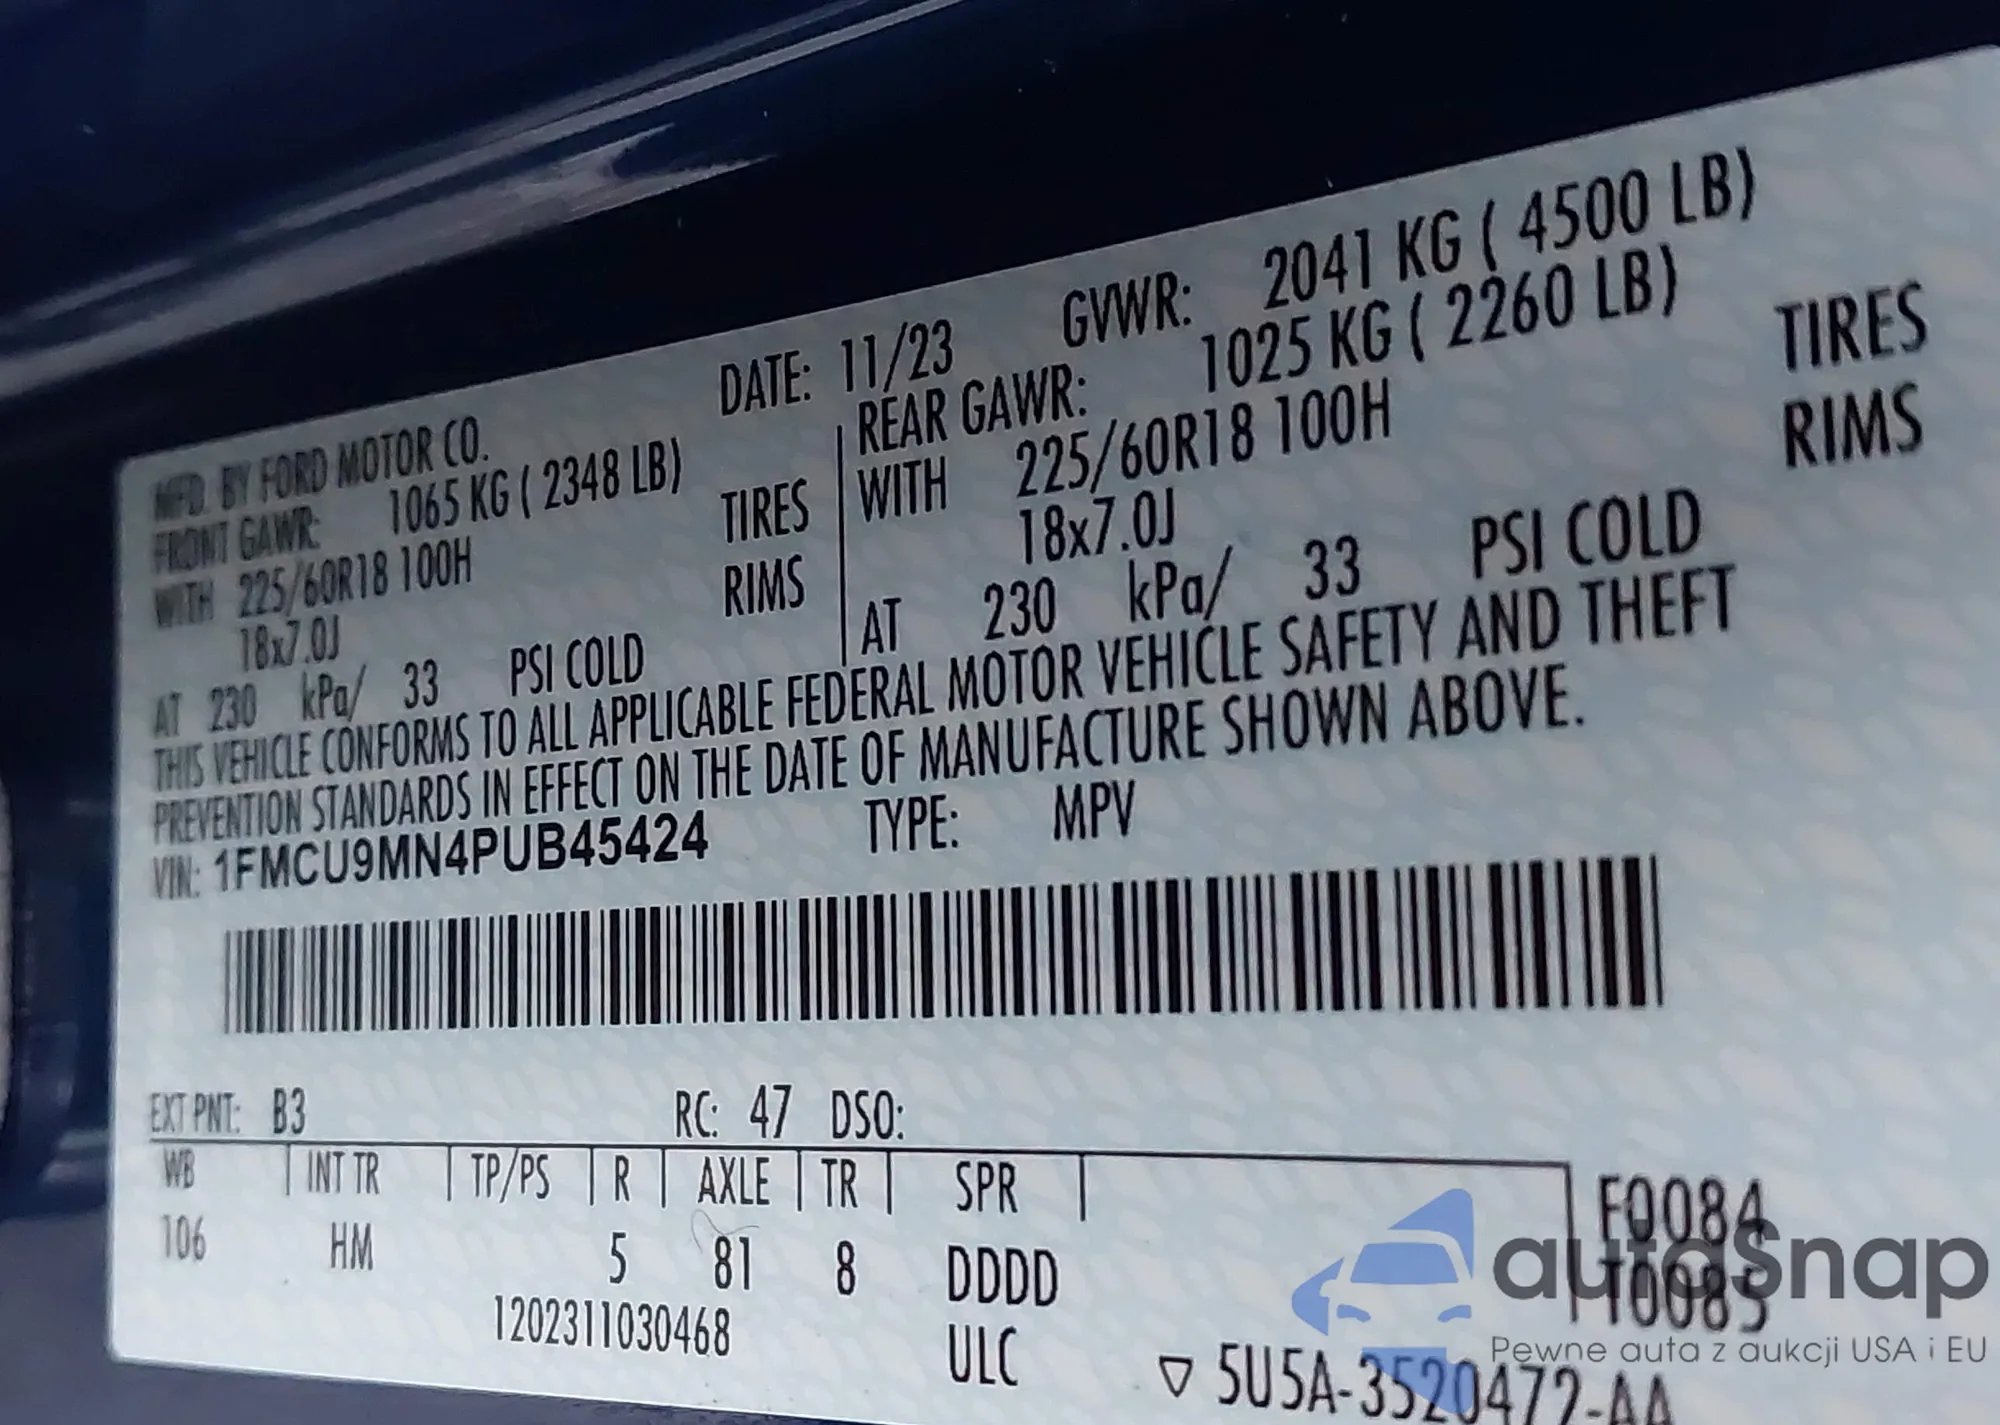 MFD. BY FORD MOTOR CO.
DATE: 11/23
GVWR: 2041 KG ( 4500 LB)
FRONT GAWR: 1065 KG ( 2348 LB)
WITH 225/60R18 100H TIRES
18x7.0J RIMS
AT 230 kPa/ 33 PSI COLD
REAR GAWR: 1025 KG ( 2260 LB)
WITH 225/60R18 100H TIRES
18x7.0J RIMS
AT 230 kPa/ 33 PSI COLD
THIS VEHICLE CONFORMS TO ALL APPLICABLE FEDERAL MOTOR VEHICLE SAFETY AND THEFT
PREVENTION STANDARDS IN EFFECT ON THE DATE OF MANUFACTURE SHOWN ABOVE.
VIN: 1FMCU9MN4PUB45424 TYPE: MPV
EXT PNT: B3 RC: 47 DSO:
WB INT TR TP/PS R AXLE TR SPR
106 HM 5 81 8 DDDD
F0084
T0085
1202311030468 ULC
5U5A-3520472-AA
autoSnap
Pewne auta z aukcji USA i EU